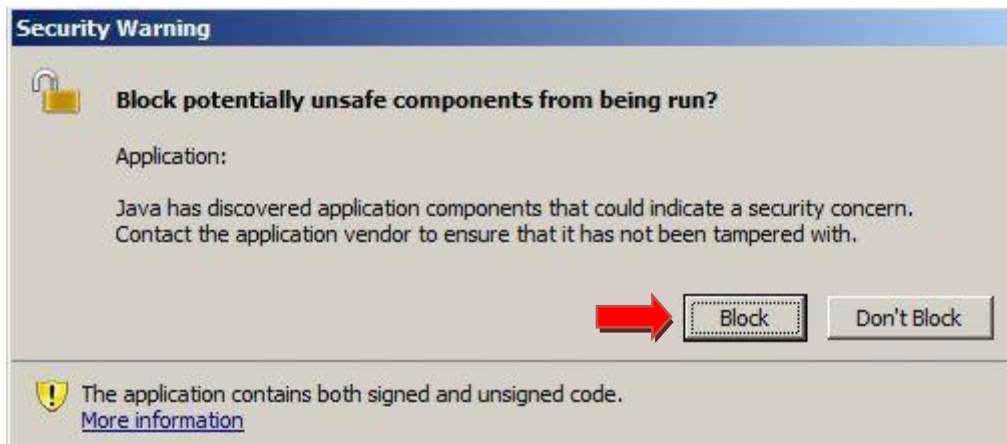 Security Warning
Block potentially unsafe components from being run?
Application:
Java has discovered application components that could indicate a security concern.
Contact the application vendor to ensure that it has not been tampered with.
Block
Don't Block
The application contains both signed and unsigned code.
More information